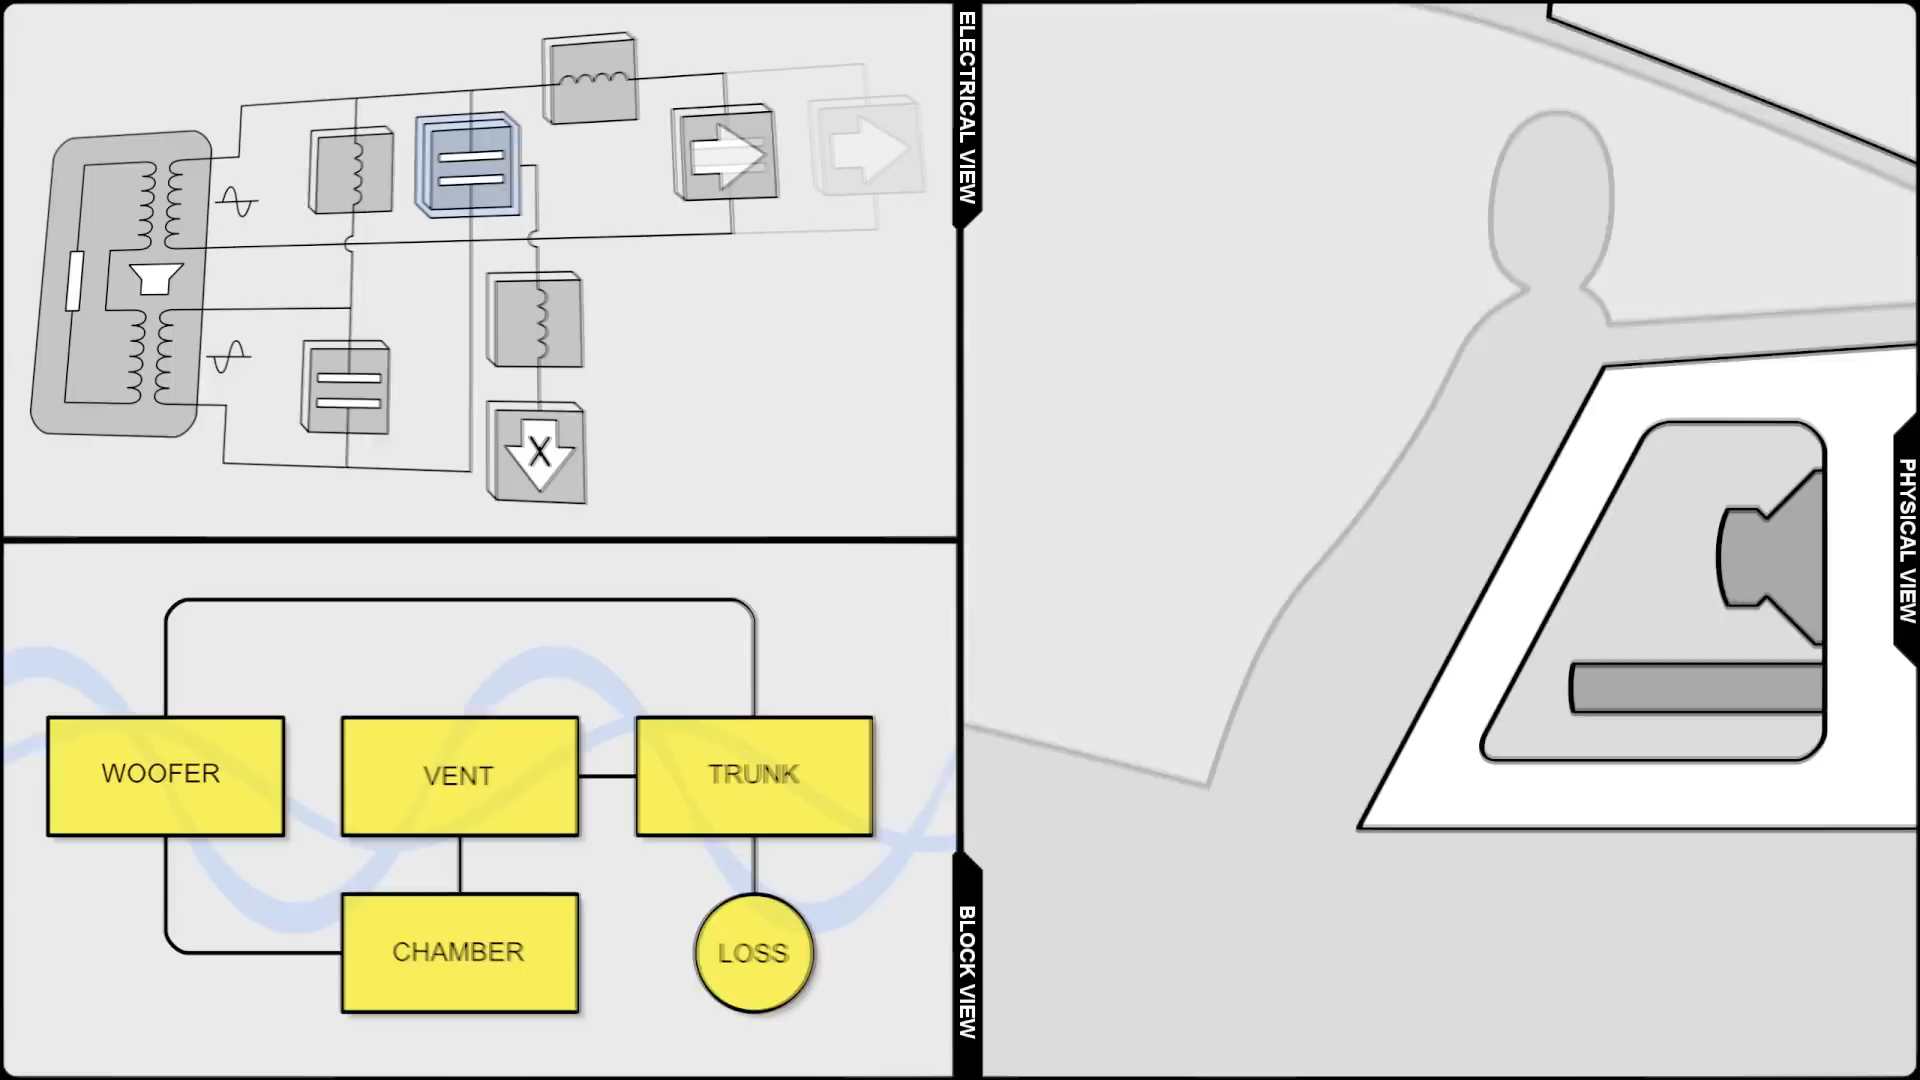 ELECTRICAL VIEW
X
PHYSICAL VIEW
WOOFER
VENT
TRUNK
CHAMBER
LOSS
BLOCK VIEW